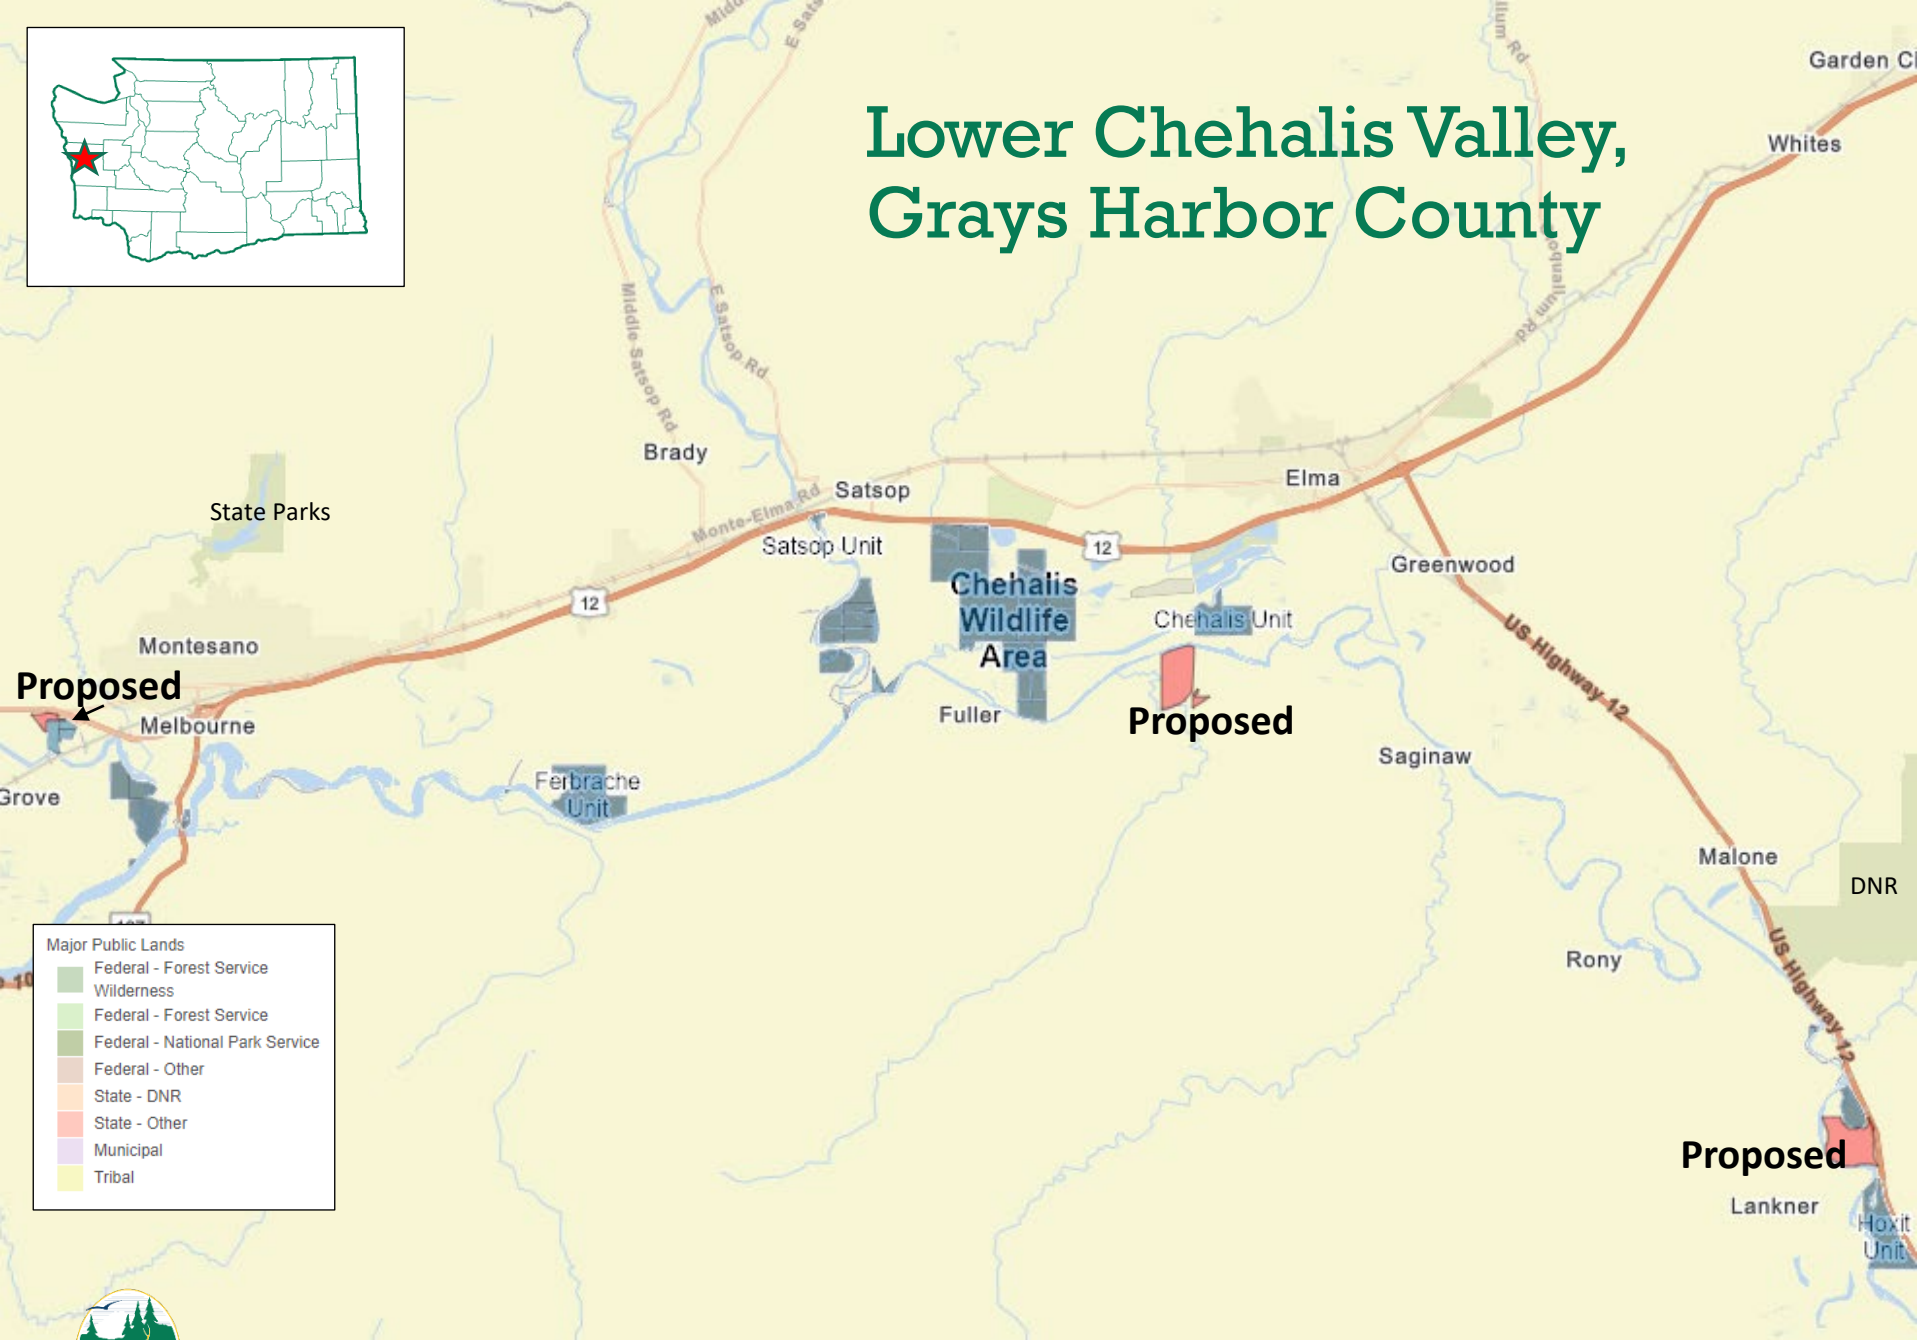 Lower Chehalis Valley,
Grays Harbor County
Garden
Whites
E Satsop Rd
Middle Satsop Rd
Brady
Satsop
Monte-Elma Rd
Elma
State Parks
Satsop Unit
12
12
Greenwood
Chehalis
Wildlife
Area
Chehalis Unit
US Highway 12
Montesano
Proposed
Melbourne
Fuller
Proposed
Saginaw
Grove
Ferbrache
Unit
Malone
DNR
Rony
US Highway 12
Proposed
Lankner
Hoxit
Unit
Major Public Lands
Federal - Forest Service
Wilderness
Federal - Forest Service
Federal - National Park Service
Federal - Other
State - DNR
State - Other
Municipal
Tribal